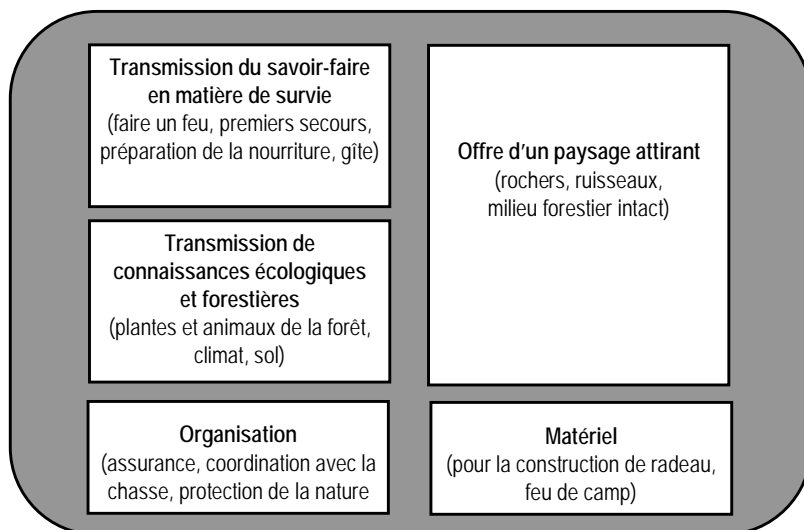 Transmission du savoir-faire
en matière de survie
(faire un feu, premiers secours,
préparation de la nourriture, gîte)
Transmission de
connaissances écologiques
et forestières
(plantes et animaux de la forêt,
climat, sol)
Organisation
(assurance, coordination avec la
chasse, protection de la nature
Offre d'un paysage attirant
(rochers, ruisseaux,
milieu forestier intact)
Matériel
(pour la construction de radeau,
feu de camp)